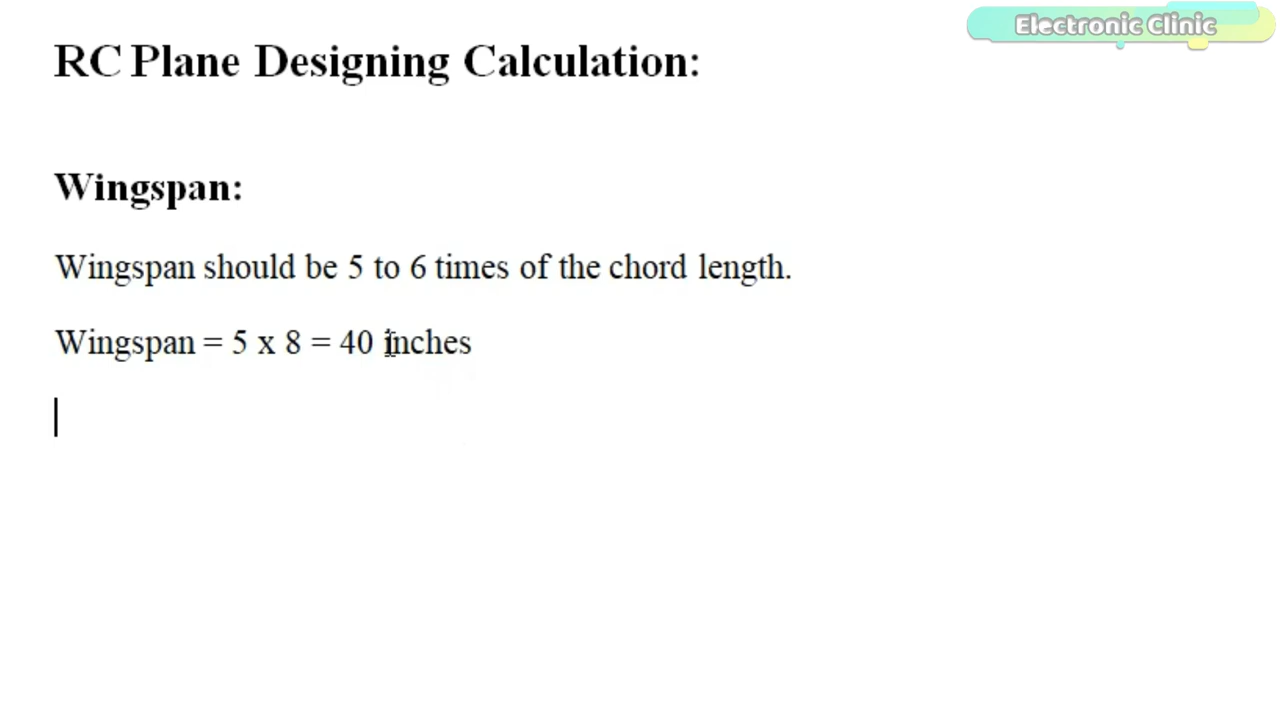 Electronic Clinic
RC Plane Designing Calculation:
Wingspan:
Wingspan should be 5 to 6 times of the chord length.
Wingspan = 5 x 8 = 40 inches